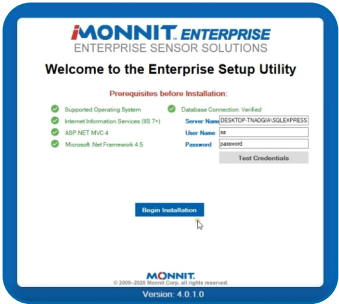 iMONNIT. ENTERPRISE
ENTERPRISE SENSOR SOLUTIONS
Welcome to the Enterprise Setup Utility
Prerequisites before Installation:
Supported Operating System
Database Connection: Verified
Internet Information Services (IIS 7+)
Server Name DESKTOP-TNADGIA\SQLEXPRESS
ASP.NET MVC 4
User Name sa
Microsoft .Net Framework 4.5
Password password
Test Credentials
Begin Installation
MONNIT.
© 2009-2020 Monnit Corp. all rights reserved.
Version: 4.0.1.0